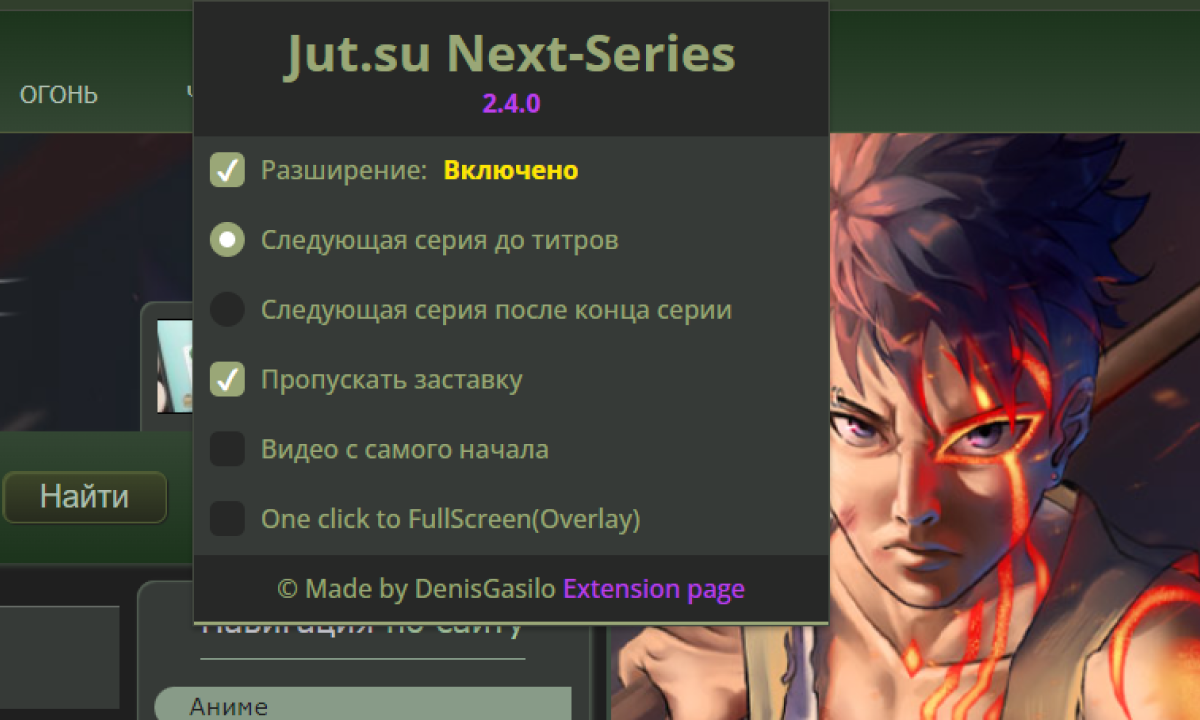 Jut.su Next-Series
2.4.0
ОГОНЬ
Разширение: Включено
Следующая серия до титров
Следующая серия после конца серии
Пропускать заставку
Видео с самого начала
Найти
One click to FullScreen(Overlay)
© Made by DenisGasilo Extension page
Навигация по сайту
Аниме